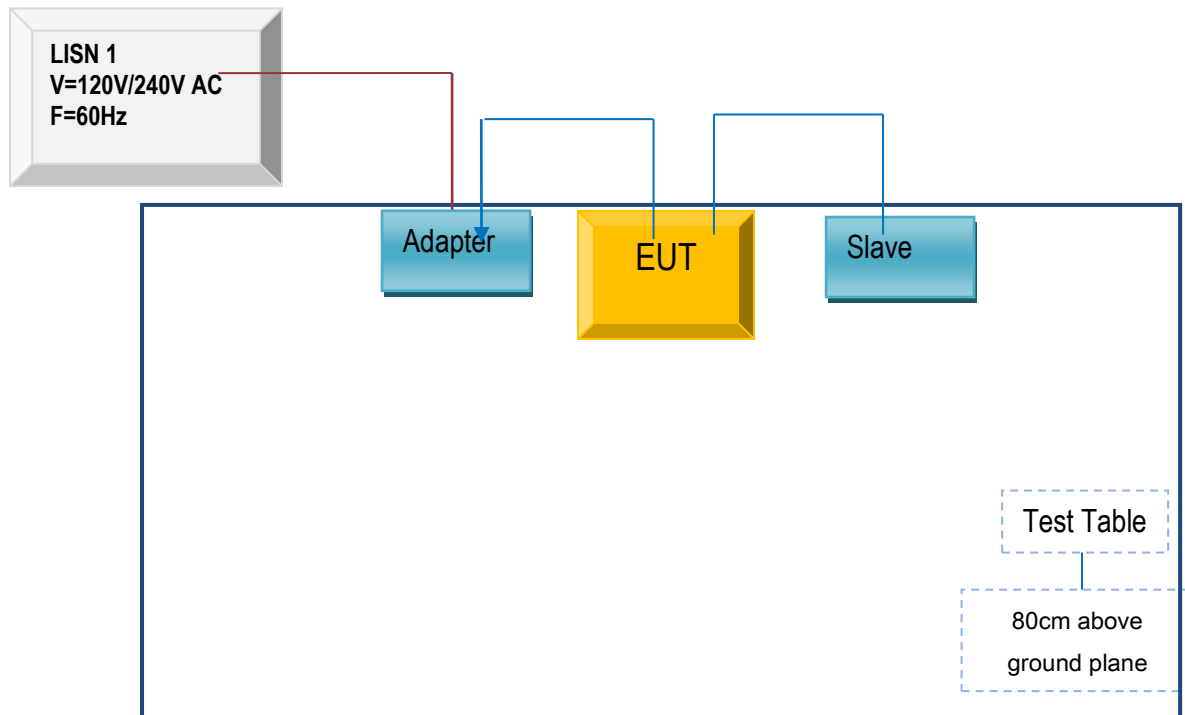 LISN 1
V=120V/240V AC
F=60Hz
Adapter
EUT
Slave
Test Table
80cm above
ground plane